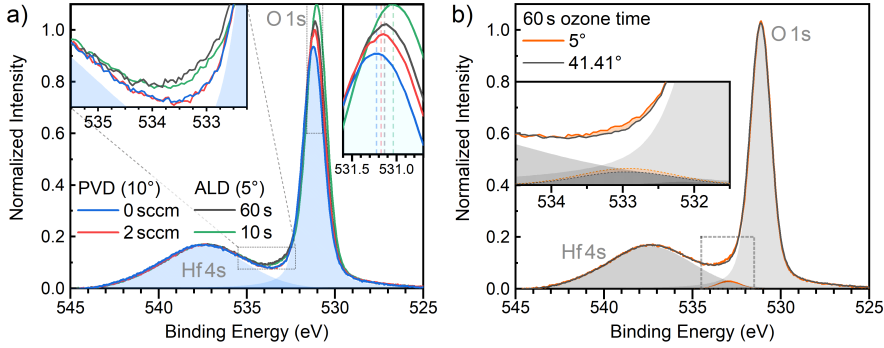 a)
O 1s
Normalized Intensity
1.0
0.8
0.6
0.4
0.2
0.0
535
534
533
531.5
531.0
PVD (10°)
ALD (5°)
0 sccm
60 s
2 sccm
10 s
Hf 4s
545
540
535
530
525
Binding Energy (eV)
b)
60 s ozone time
5°
41.41°
O 1s
Normalized Intensity
1.0
0.8
0.6
0.4
0.2
0.0
534
533
532
Hf 4s
545
540
535
530
525
Binding Energy (eV)